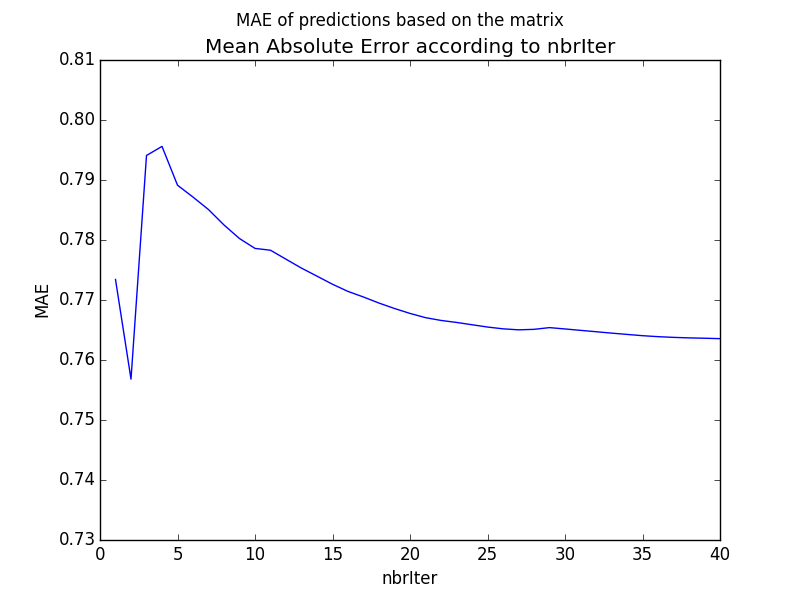 MAE of predictions based on the matrix
Mean Absolute Error according to nbrIter
0.81
0.80
0.79
0.78
0.77
0.76
0.75
0.74
0.73
MAE
0 5 10 15 20 25 30 35 40
nbrIter